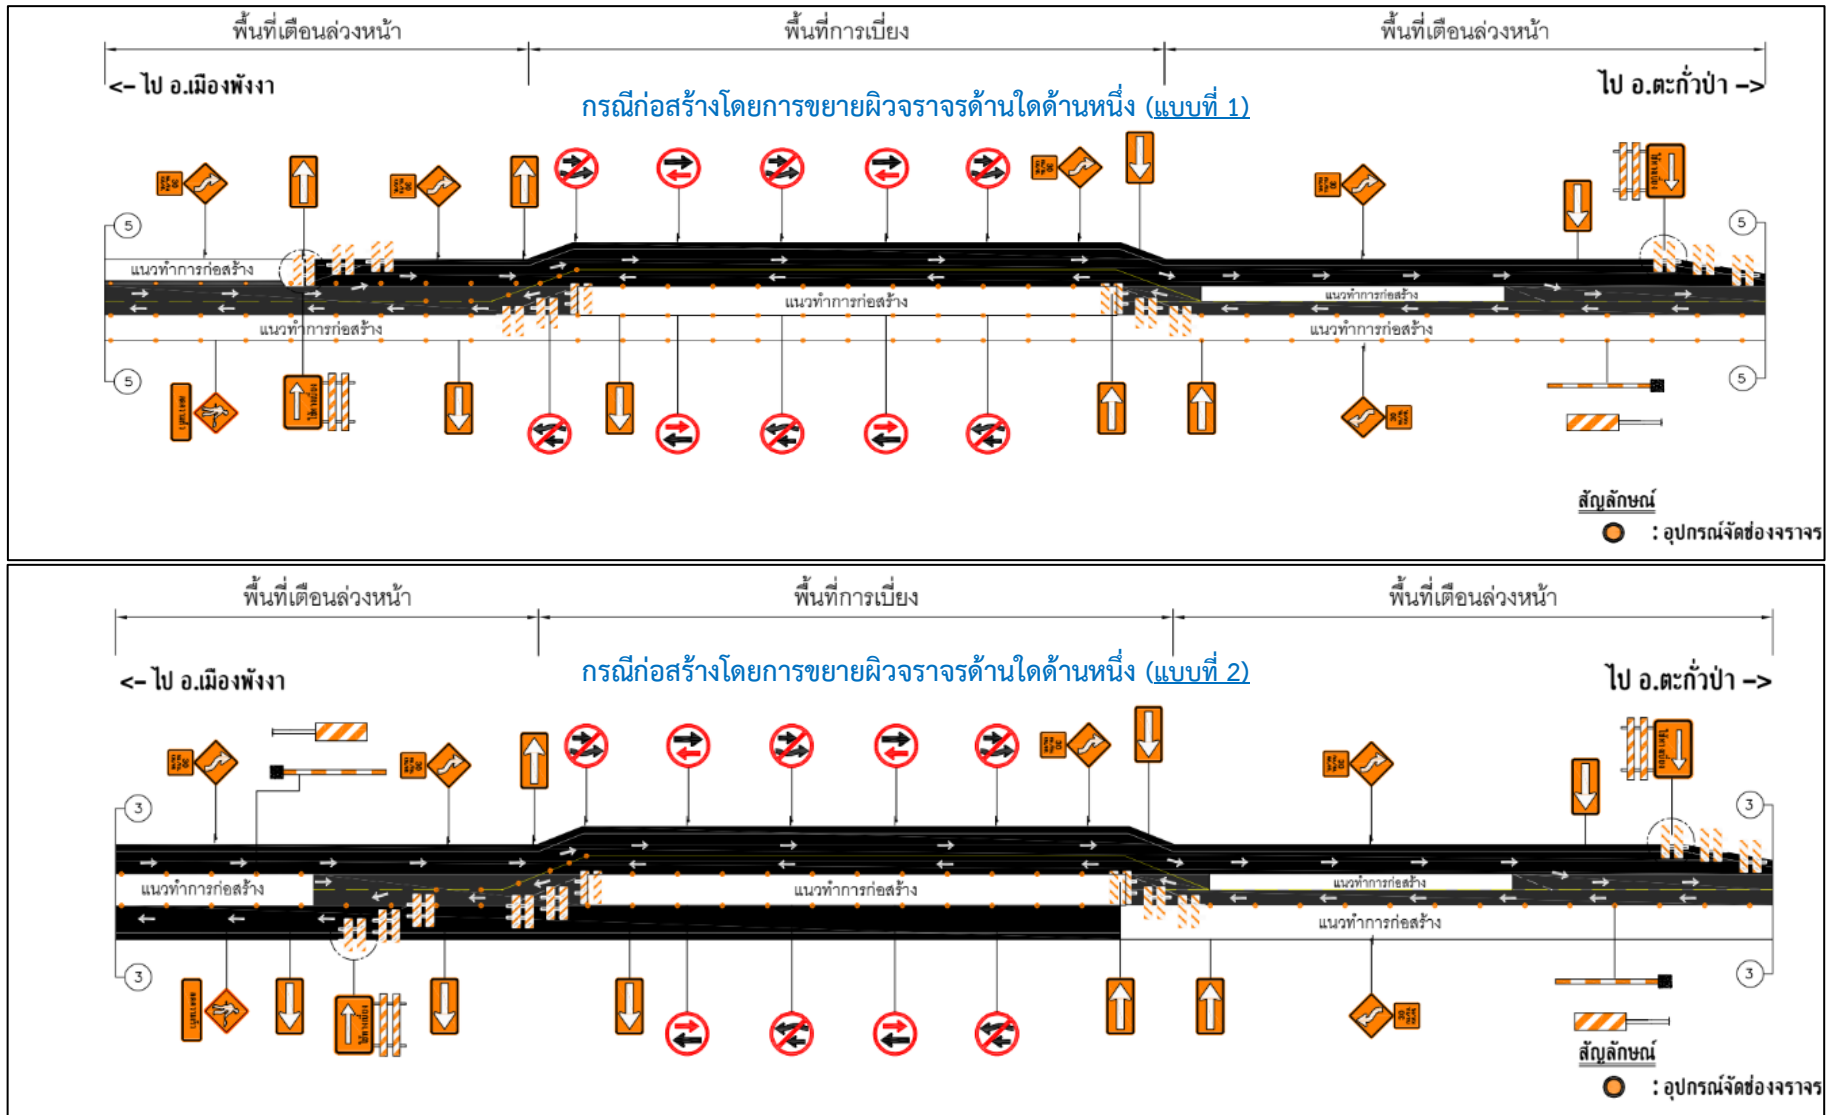 พื้นที่เตือนล่วงหน้า
พื้นที่การเบี่ยง
พื้นที่เตือนล่วงหน้า
<- ไป อ.เมืองพังงา
ไป อ.ตะกั่วป่า ->
กรณีก่อสร้างโดยการขยายผิวจราจรด้านใดด้านหนึ่ง (แบบที่ 1)
30
30
30
30
5
5
แนวทำการก่อสร้าง
แนวทำการก่อสร้าง
แนวทำการก่อสร้าง
แนวทำการก่อสร้าง
แนวทำการก่อสร้าง
5
5
30
สัญลักษณ์
: อุปกรณ์จัดช่องจราจร
พื้นที่เตือนล่วงหน้า
พื้นที่การเบี่ยง
พื้นที่เตือนล่วงหน้า
<- ไป อ.เมืองพังงา
ไป อ.ตะกั่วป่า ->
กรณีก่อสร้างโดยการขยายผิวจราจรด้านใดด้านหนึ่ง (แบบที่ 2)
30
30
30
30
3
3
แนวทำการก่อสร้าง
แนวทำการก่อสร้าง
แนวทำการก่อสร้าง
แนวทำการก่อสร้าง
3
3
30
สัญลักษณ์
: อุปกรณ์จัดช่องจราจร